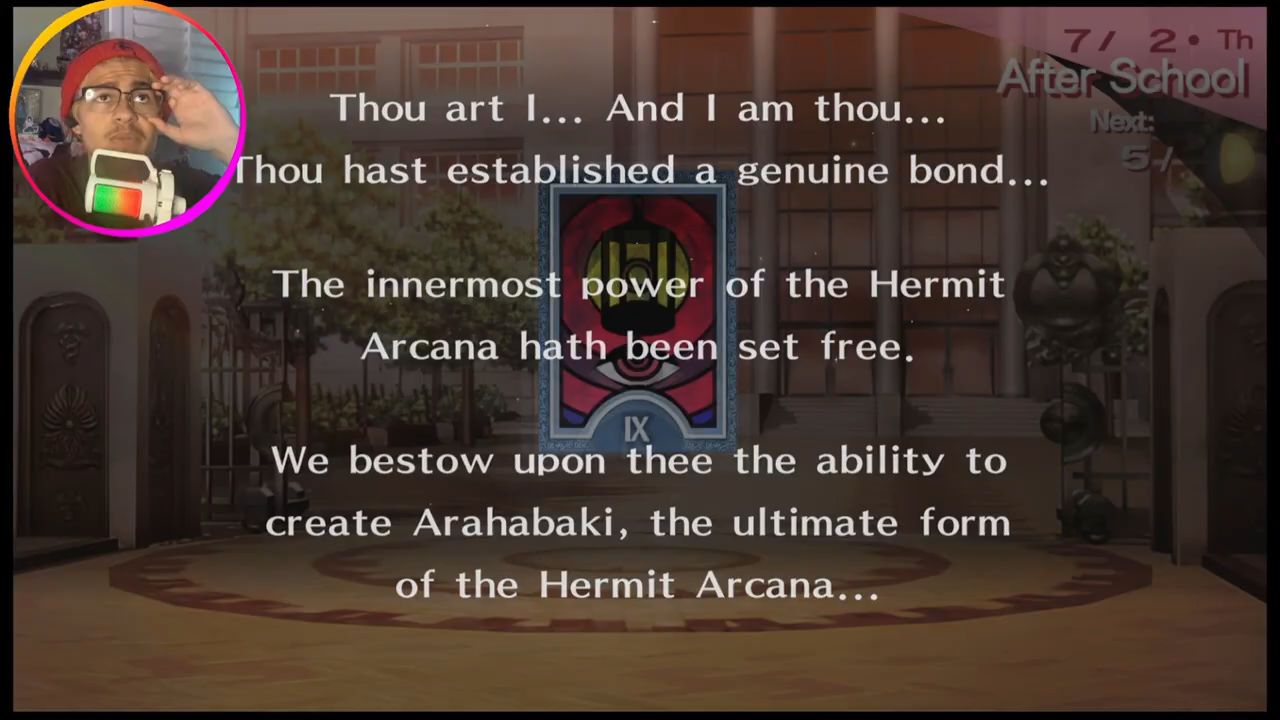 7/ 2• Th
After School
Next:
5/
Thou art I... And I am thou...
Thou hast established a genuine bond...
The innermost power of the Hermit
Arcana hath been set free.
IX
We bestow upon thee the ability to
create Arahabaki, the ultimate form
of the Hermit Arcana...